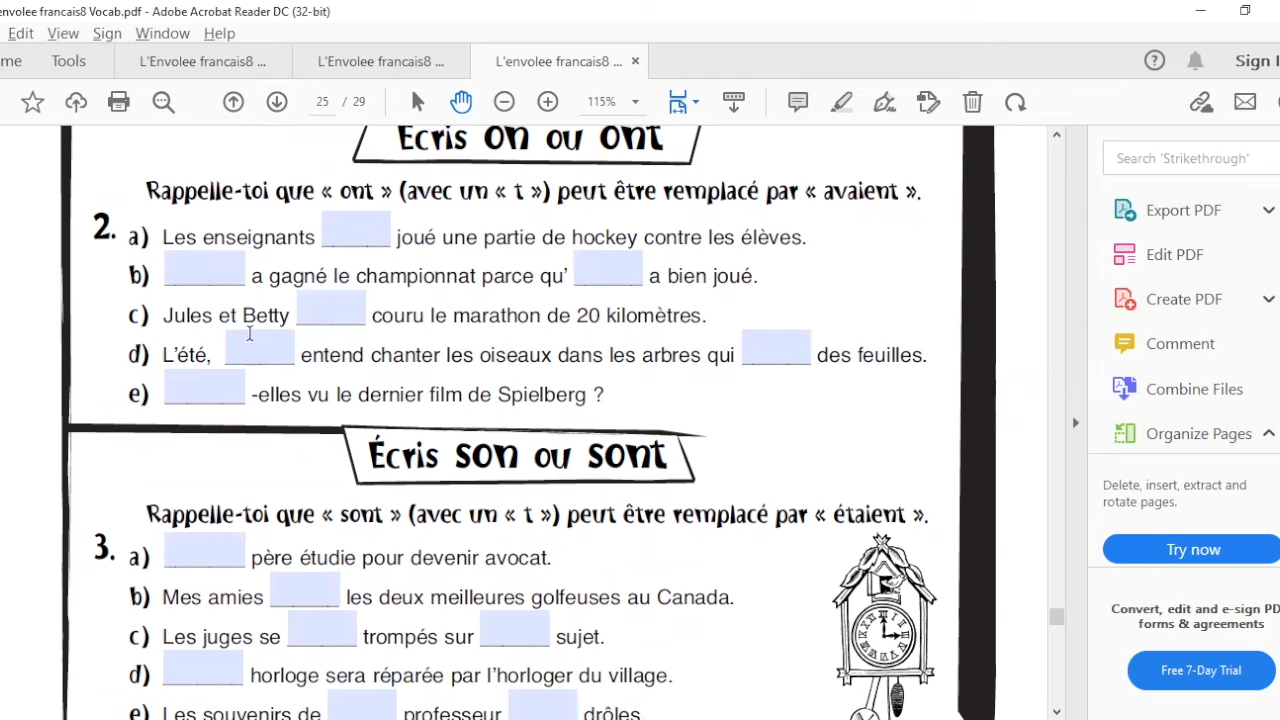 envolee francais8 Vocab.pdf - Adobe Acrobat Reader DC (32-bit)
Edit View Sign Window Help
me Tools L'Envolee francais8 ... L'Envolee francais8 ... L'envolee francais8 ... × ? Sign I
25 / 29 115%
Écris on ou ont
Search 'Strikethrough'
Rappelle-toi que « ont » (avec un « t ») peut être remplacé par « avaient ».
Export PDF
2. a) Les enseignants joué une partie de hockey contre les élèves.
Edit PDF
b) a gagné le championnat parce qu' a bien joué.
Create PDF
c) Jules et Betty couru le marathon de 20 kilomètres.
Comment
d) L'été, entend chanter les oiseaux dans les arbres qui des feuilles.
Combine Files
e) -elles vu le dernier film de Spielberg ?
Organize Pages
Écris son ou sont
Delete, insert, extract and
rotate pages.
Rappelle-toi que « sont » (avec un « t ») peut être remplacé par « étaient ».
Try now
3. a) père étudie pour devenir avocat.
b) Mes amies les deux meilleures golfeuses au Canada.
Convert, edit and e-sign PD
forms & agreements
c) Les juges se trompés sur sujet.
Free 7-Day Trial
d) horloge sera réparée par l'horloger du village.
e) Les souvenirs de professeur drôles